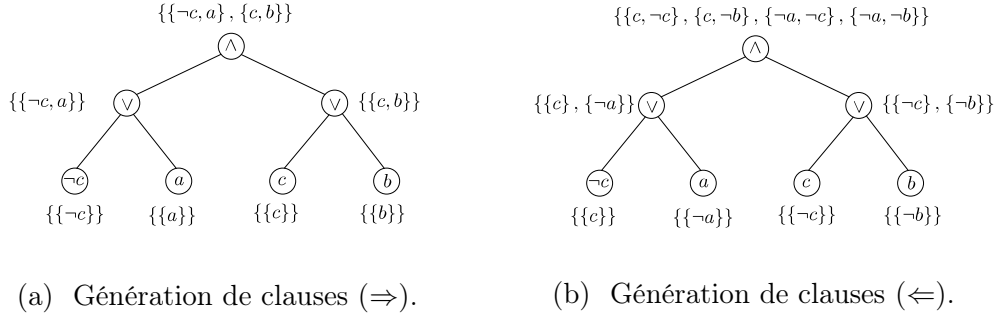 {{¬c, a} , {c, b}}
∧
{{¬c, a}}
∨
∨
{{c, b}}
¬c
a
c
b
{{¬c}}
{{a}}
{{c}}
{{b}}
(a) Génération de clauses (⇒).
{{c, ¬c} , {c, ¬b} , {¬a, ¬c} , {¬a, ¬b}}
∧
{{c} , {¬a}}
∨
∨
{{¬c} , {¬b}}
¬c
a
c
b
{{c}}
{{¬a}}
{{¬c}}
{{¬b}}
(b) Génération de clauses (⇐).